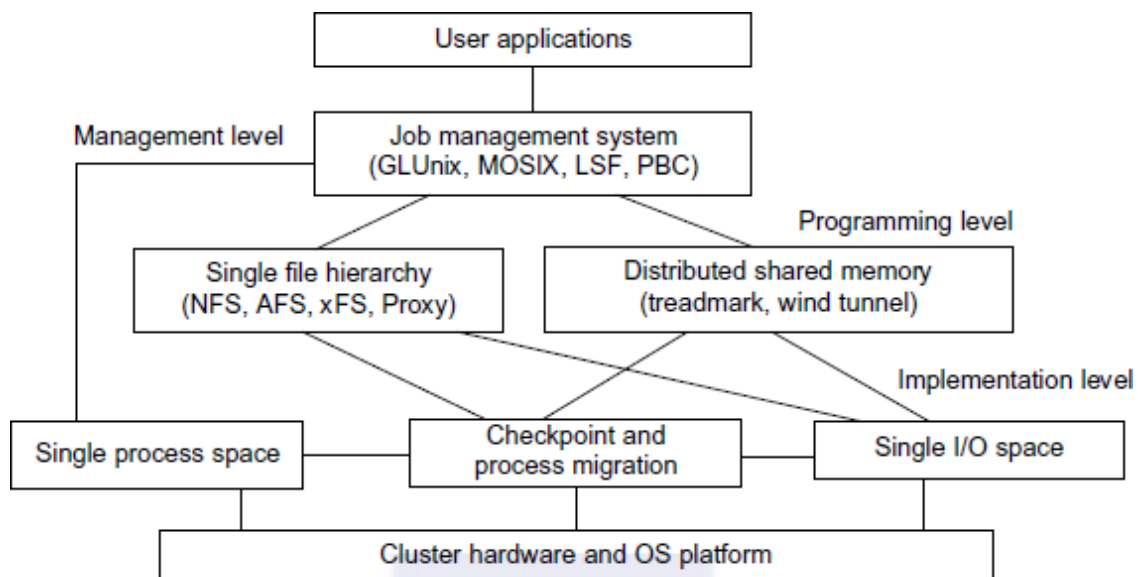 User applications
Management level
Job management system
(GLUnix, MOSIX, LSF, PBC)
Programming level
Single file hierarchy
(NFS, AFS, xFS, Proxy)
Distributed shared memory
(treadmark, wind tunnel)
Implementation level
Single process space
Checkpoint and
process migration
Single I/O space
Cluster hardware and OS platform